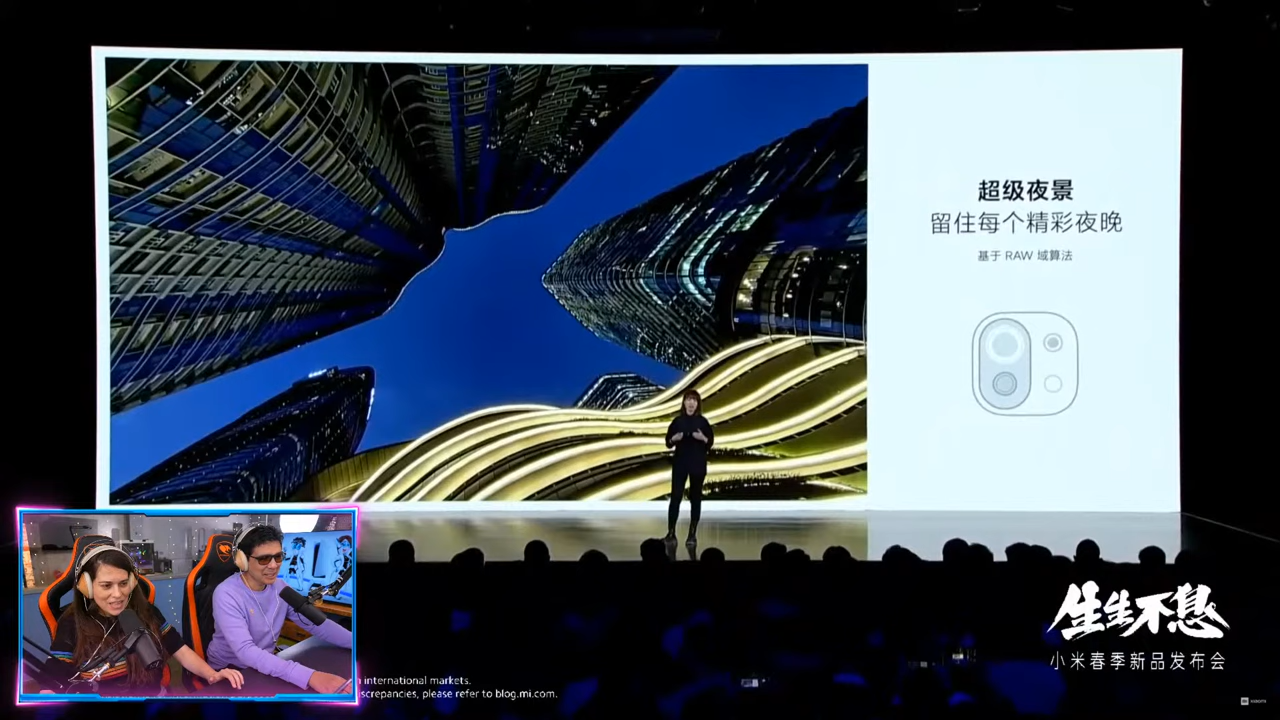 超级夜景
留住每个精彩夜晚
基于 RAW 域算法
生生不息
小米春季新品发布会
international markets.
screpancies, please refer to blog.mi.com.